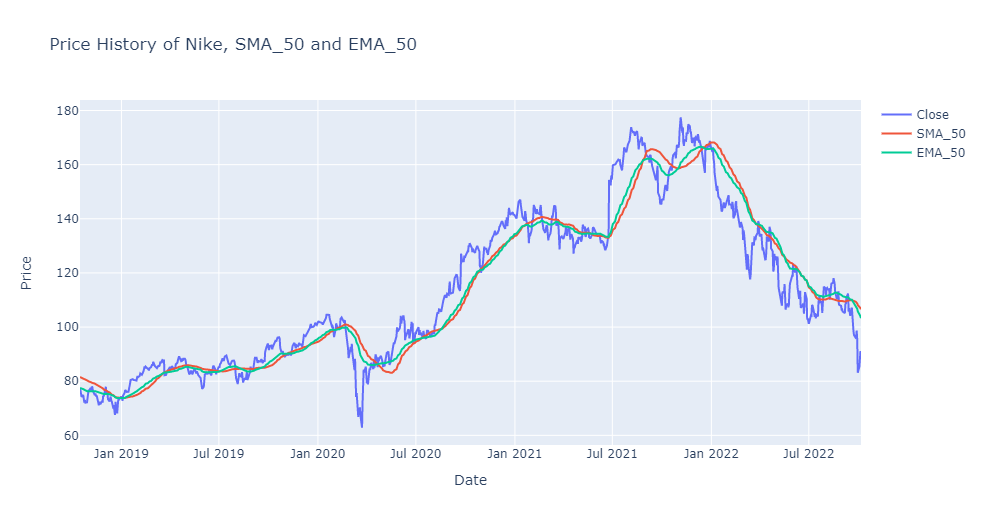 Price History of Nike, SMA_50 and EMA_50
Close
SMA_50
EMA_50
180
160
140
120
100
80
60
Price
Jan 2019 Jul 2019 Jan 2020 Jul 2020 Jan 2021 Jul 2021 Jan 2022 Jul 2022
Date